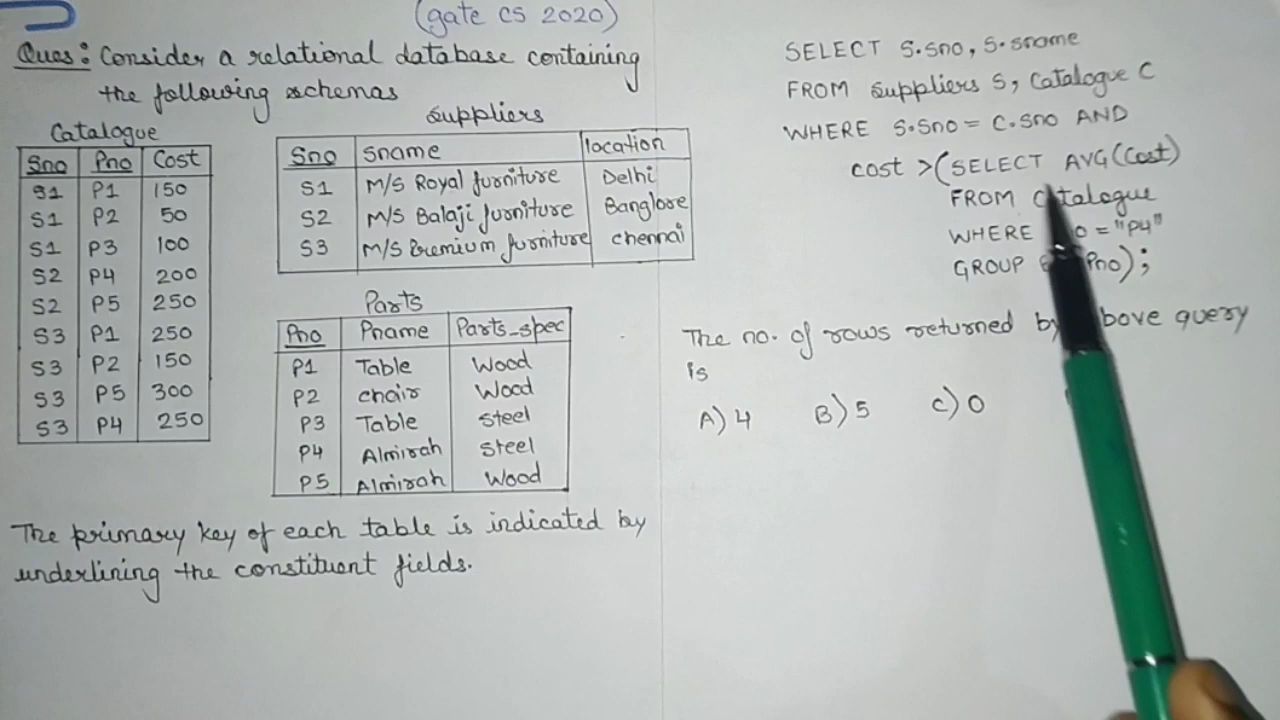 (gate CS 2020)
Ques: Consider a relational database containing
the following schemas
Catalogue
Sno Pno Cost
S1 P1 150
S1 P2 50
S1 P3 100
S2 P4 200
S2 P5 250
S3 P1 250
S3 P2 150
S3 P5 300
S3 P4 250
Suppliers
Sno Sname location
S1 M/S Royal furniture Delhi
S2 M/S Balaji furniture Banglore
S3 M/S Premium furniture Chennai
Parts
Pno Pname Parts_spec
P1 Table Wood
P2 chair Wood
P3 Table Steel
P4 Almirah Steel
P5 Almirah Wood
The primary key of each table is indicated by
underlining the constituent fields.
SELECT S.Sno, S.sname
FROM Suppliers S, Catalogue C
WHERE S.Sno = C.Sno AND
cost > (SELECT AVG(Cost)
FROM Catalogue
WHERE = "P4"
GROUP Pno);
The no. of rows returned by above query
is
A) 4 B) 5 C) 0